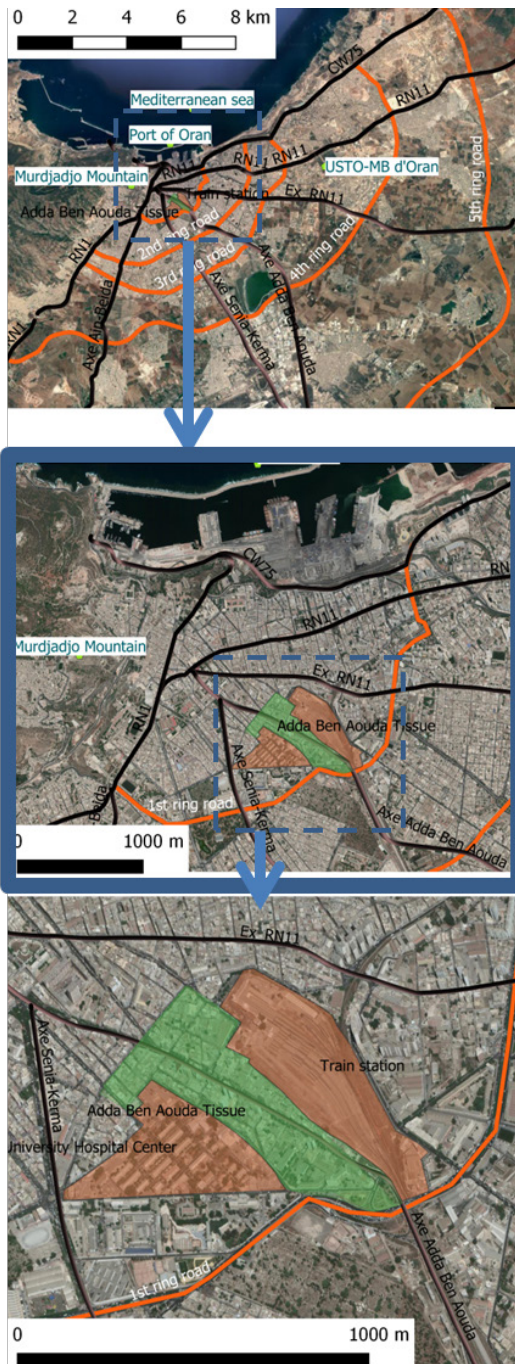 0 2 4 6 8 km
CW75
Mediterranean sea
RN11
Port of Oran
5th ring road
RN11
RN11
RN11
USTO-MB d'Oran
Murdjadjo Mountain
Train station
Ex_RN11
Adda Ben Aouda Tissue
2nd ring road
RN1
3rd ring road
4th ring road
Axe Adda Ben Aouda
Axe Senia-Kerma
Axe Ain-Beida
CW75
RN11
RN11
Murdjadjo Mountain
Ex_RN11
RN1
Adda Ben Aouda Tissue
Axe Senia-Kerma
Beida
1st ring road
Axe Adda Ben Aouda
0 1000 m
Ex_RN11
Axe Senia-Kerma
Train station
Adda Ben Aouda Tissue
University Hospital Center
Axe Adda Ben Aouda
1st ring road
0 1000 m